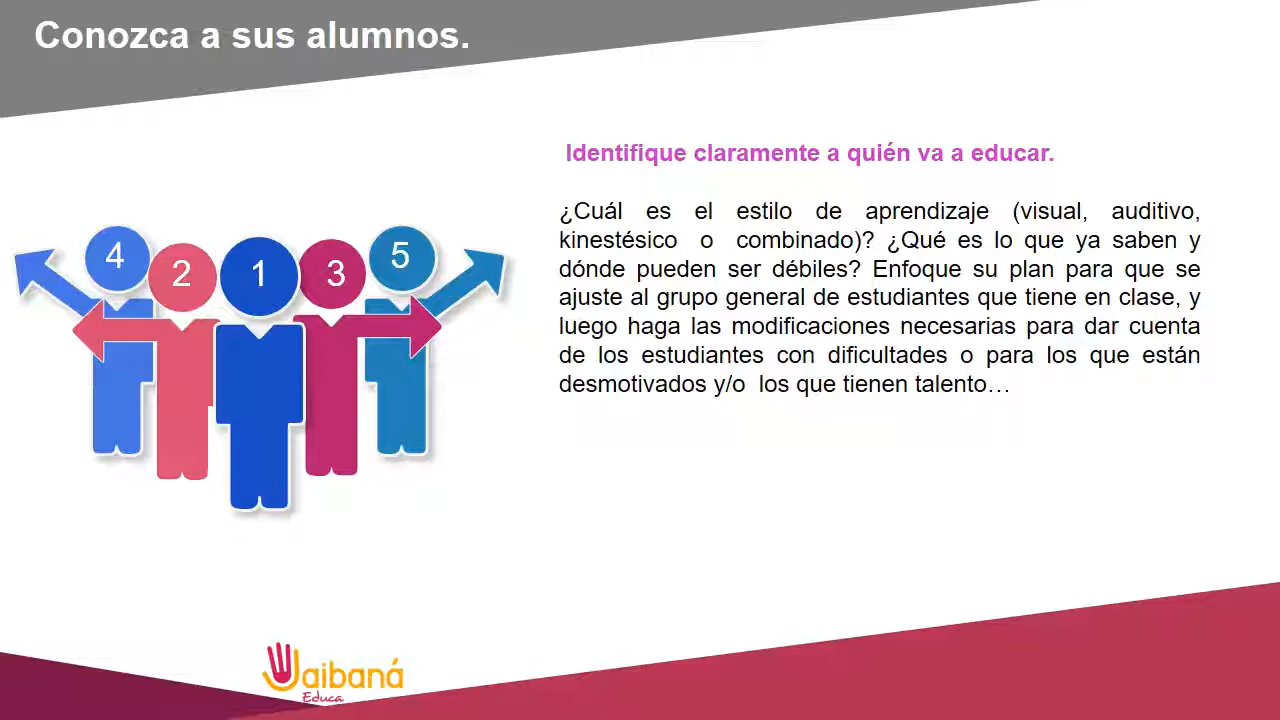 Conozca a sus alumnos.
Identifique claramente a quién va a educar.
¿Cuál es el estilo de aprendizaje (visual, auditivo,
kinestésico o combinado)? ¿Qué es lo que ya saben y
dónde pueden ser débiles? Enfoque su plan para que se
ajuste al grupo general de estudiantes que tiene en clase, y
luego haga las modificaciones necesarias para dar cuenta
de los estudiantes con dificultades o para los que están
desmotivados y/o los que tienen talento…
4 2 1 3 5
Jaibaná
Educa